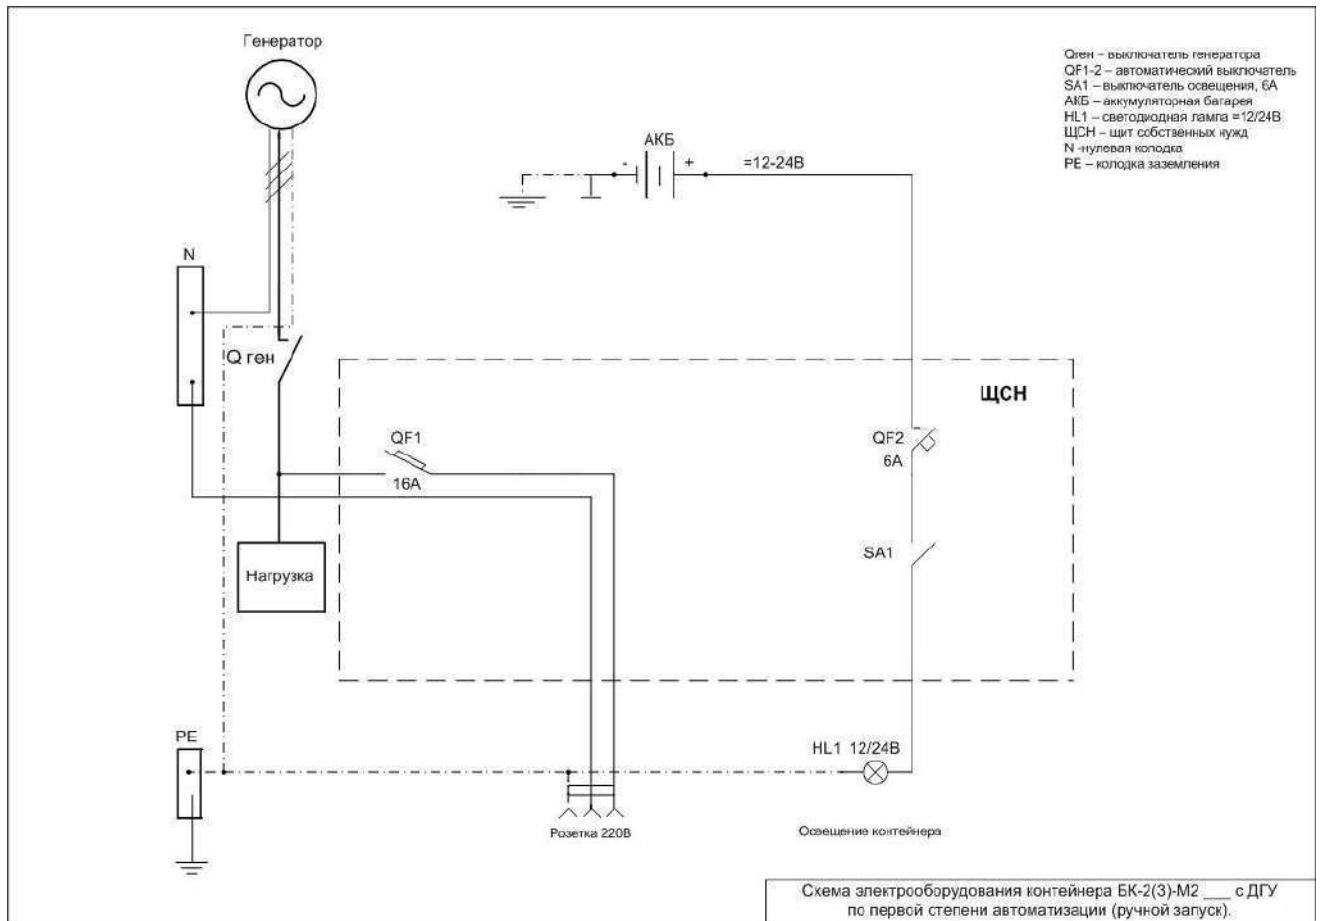 Генератор
Qген – выключатель генератора
QF1-2 – автоматический выключатель
SA1 – выключатель освещения, 6А
АКБ – аккумуляторная батарея
HL1 – светодиодная лампа =12/24В
ЩСН – щит собственных нужд
N -нулевая колодка
PE – колодка заземления
АКБ
- +
=12-24В
N
Q ген
ЩСН
QF1
16А
QF2
6А
SA1
Нагрузка
PE
HL1 12/24В
Розетка 220В
Освещение контейнера
Схема электрооборудования контейнера БК-2(3)-М2 ___ с ДГУ
по первой степени автоматизации (ручной запуск).